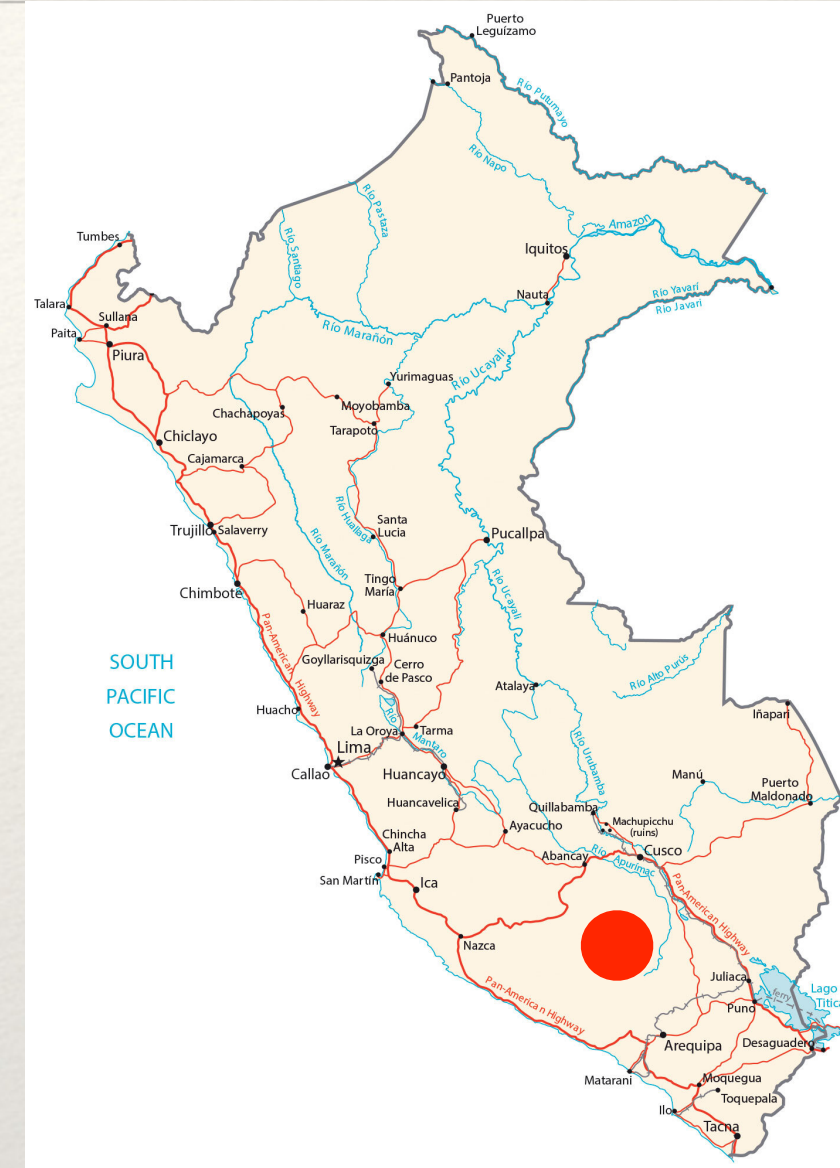 Puerto
Leguízamo
Pantoja
Río Putumayo
Río Napo
Río Pastaza
Río Santiago
Amazon
Tumbes
Iquitos
Río Yavarí
Río Javari
Nauta
Talara
Sullana
Paita
Piura
Río Marañón
Río Ucayali
Yurimaguas
Moyobamba
Chachapoyas
Tarapoto
Chiclayo
Cajamarca
Río Huallaga
Santa
Lucia
Trujillo
Salaverry
Pucallpa
Río Marañón
Tingo
María
Río Ucayali
Chimbote
Huaraz
Pan-American Highway
Huánuco
Goyllarisquizga
Cerro
de Pasco
SOUTH
PACIFIC
OCEAN
Río Alto Purús
Atalaya
Huacho
Iñapari
Río Mantaro
La Oroya
Tarma
Lima
Callao
Huancayo
Río Urubamba
Manú
Puerto
Maldonado
Huancavelica
Quillabamba
Machupicchu
(ruins)
Ayacucho
Chincha
Alta
Cusco
Abancay
Río Apurímac
Pisco
San Martín
Ica
Pan-American Highway
Nazca
Juliaca
Lago
ferry
Puno
Pan-American Highway
Arequipa
Desaguadero
Matarani
Moquegua
Toquepala
Ilo
Tacna